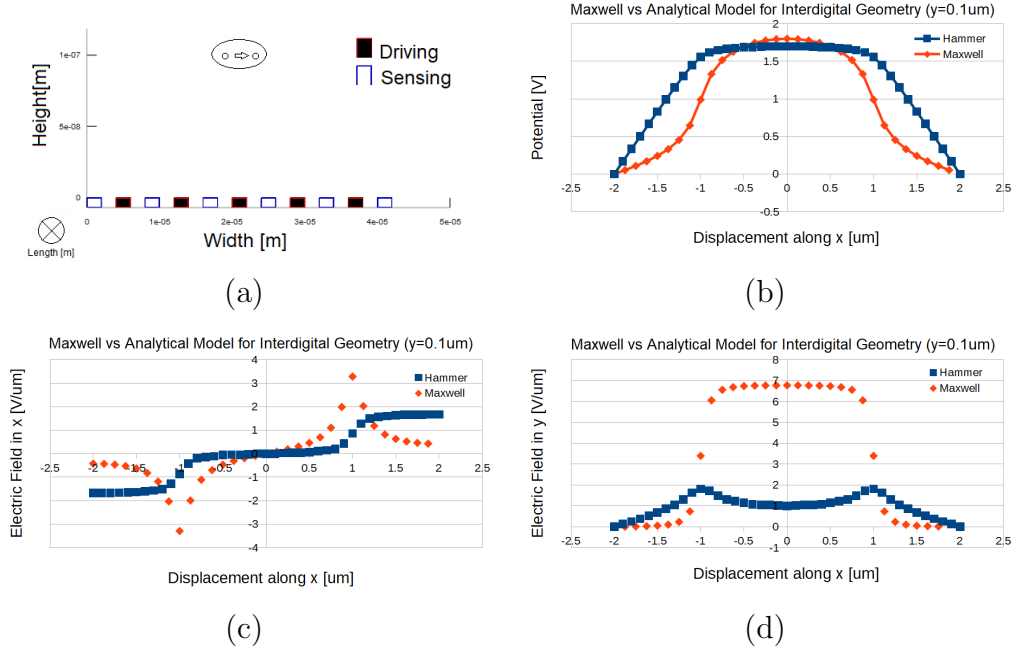 1e-07
5e-08
0
Height[m]
Driving
Sensing
0
1e-05
2e-05
3e-05
4e-05
5e-05
Width [m]
Length [m]
(a)
Maxwell vs Analytical Model for Interdigital Geometry (y=0.1um)
2
1.5
1
0.5
0
-0.5
-2.5
-2
-1.5
-1
-0.5
0
0.5
1
1.5
2
2.5
Hammer
Maxwell
Potential [V]
Displacement along x [um]
(b)
Maxwell vs Analytical Model for Interdigital Geometry (y=0.1um)
4
3
2
1
0
-1
-2
-3
-4
-2.5
-2
-1.5
-1
-0.5
0
0.5
1
1.5
2
2.5
Hammer
Maxwell
Electric Field in x [V/um]
Displacement along x [um]
(c)
Maxwell vs Analytical Model for Interdigital Geometry (y=0.1um)
8
7
6
5
4
3
2
1
0
-1
-2.5
-2
-1.5
-1
-0.5
0
0.5
1
1.5
2
2.5
Hammer
Maxwell
Electric Field in y [V/um]
Displacement along x [um]
(d)